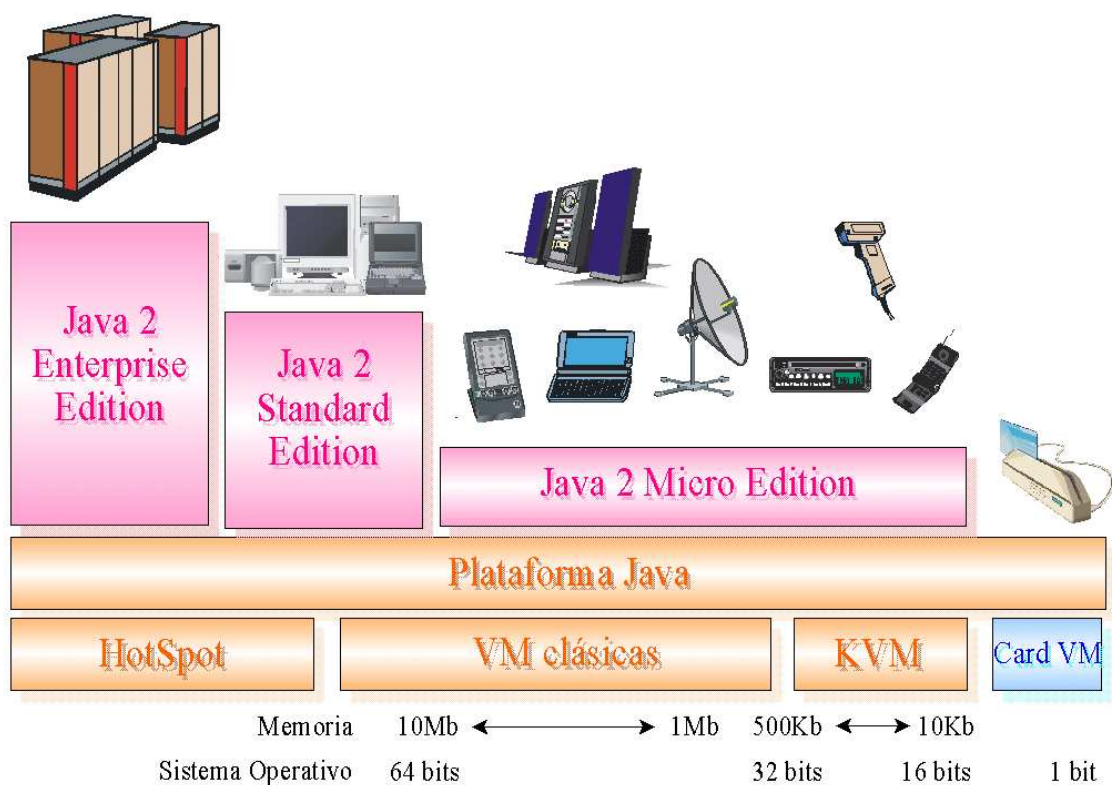 Java 2
Enterprise
Edition
Java 2
Standard
Edition
Java 2 Micro Edition
Plataforma Java
HotSpot
VM clásicas
KVM
Card VM
Memoria 10Mb 1Mb 500Kb 10Kb
Sistema Operativo 64 bits 32 bits 16 bits 1 bit